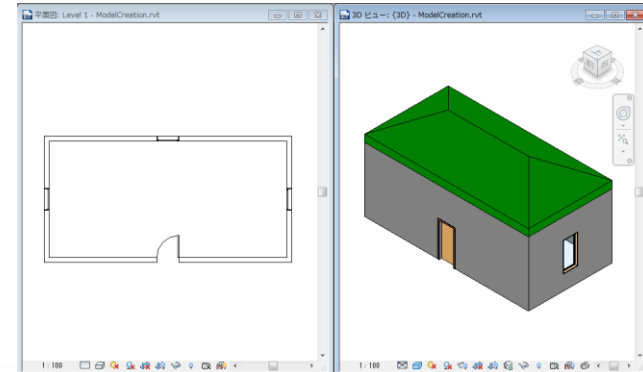 平面図: Level 1 - ModelCreation.rvt
3D ビュー: {3D} - ModelCreation.rvt
1 : 100
1 : 100